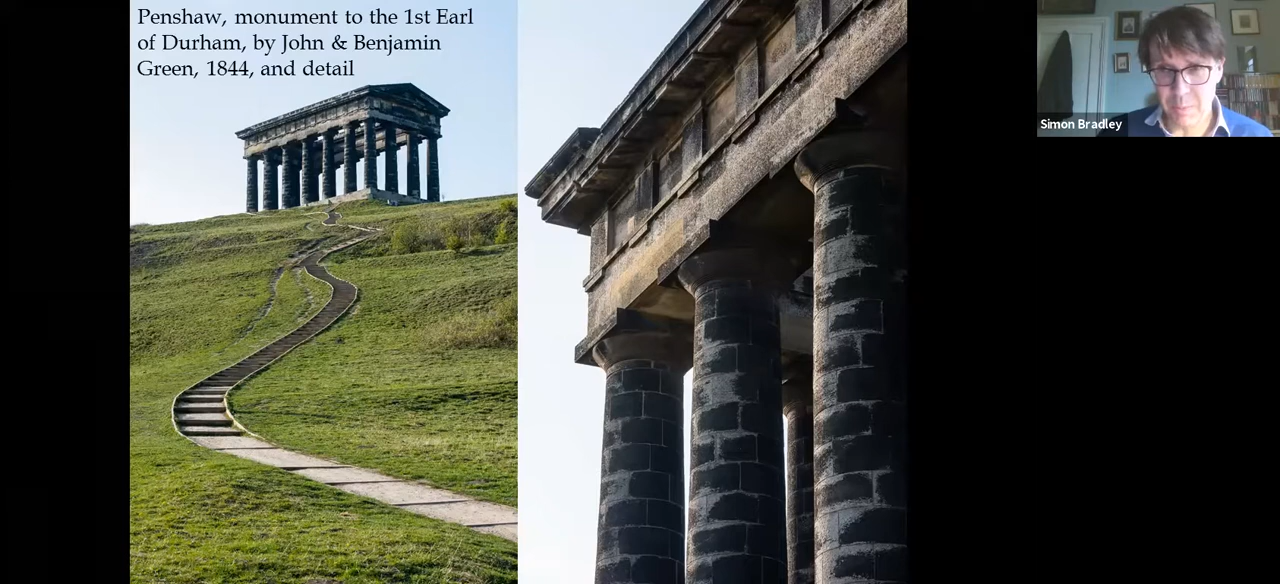 Penshaw, monument to the 1st Earl
of Durham, by John & Benjamin
Green, 1844, and detail
Simon Bradley